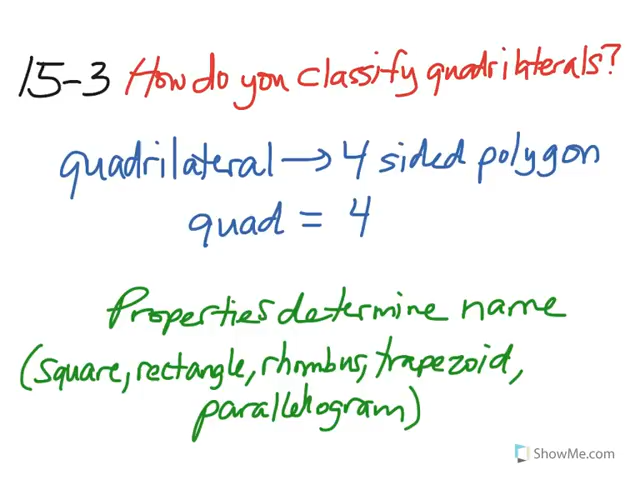 15-3 How do you classify quadrilaterals?
quadrilateral → 4 sided polygon
quad = 4
Properties determine name
(square, rectangle, rhombus, trapezoid,
parallelogram)
ShowMe.com